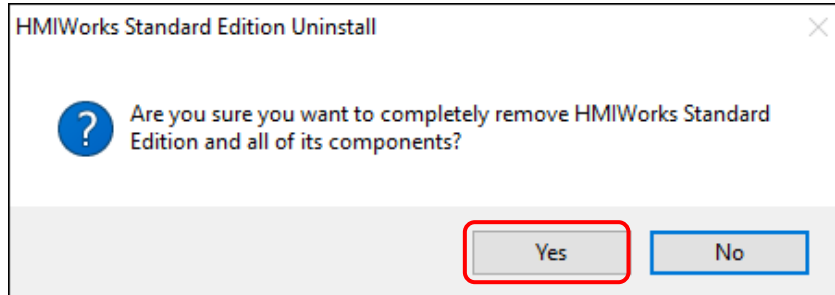 HMIWorks Standard Edition Uninstall
?
Are you sure you want to completely remove HMIWorks Standard
Edition and all of its components?
Yes No